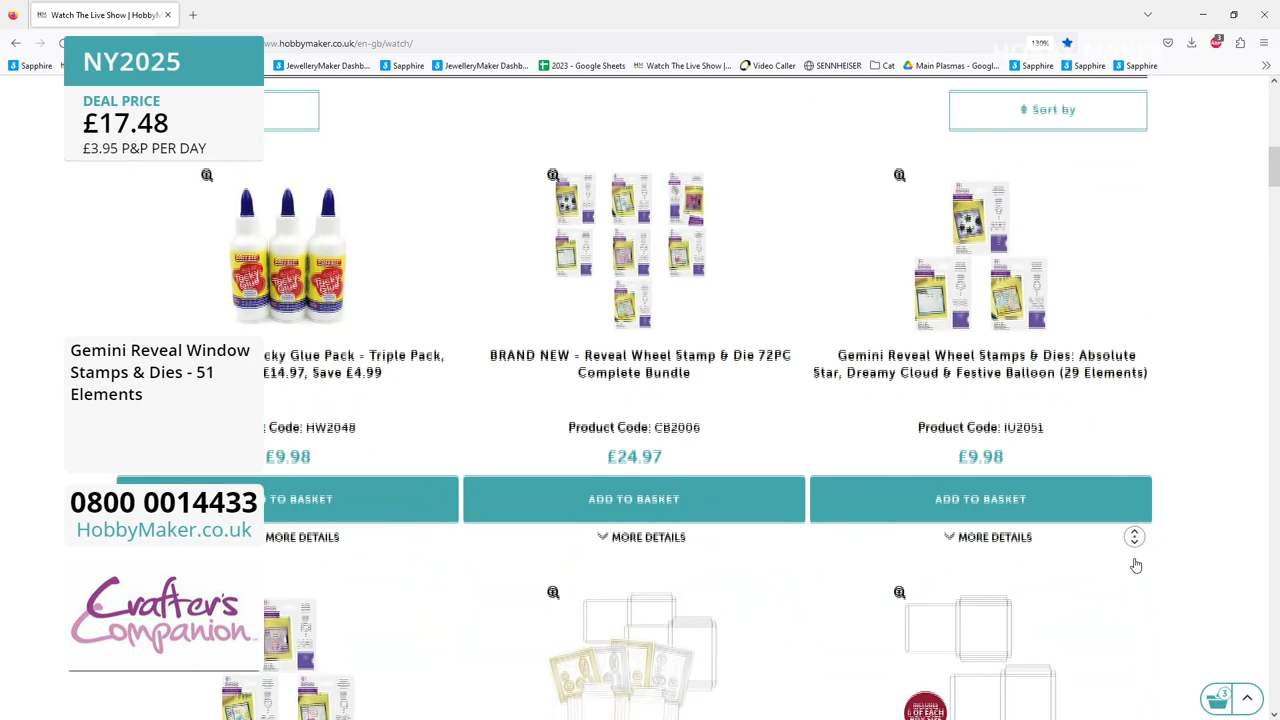 Watch The Live Show | HobbyM
ww.hobbymaker.co.uk/en-gb/watch/
130%
3
Sapphire
JewelleryMaker Dashb...
Sapphire
JewelleryMaker Dashb...
2023 - Google Sheets
Watch The Live Show |...
Video Caller
SENNHEISER
Cat
Main Plasmas - Googl...
Sapphire
Sapphire
Sapphire
NY2025
DEAL PRICE
£17.48
£3.95 P&P PER DAY
Sort by
Gemini Reveal Window
Stamps & Dies - 51
Elements
cky Glue Pack - Triple Pack,
£14.97, Save £4.99
Code: HW2048
£9.98
TO BASKET
MORE DETAILS
BRAND NEW - Reveal Wheel Stamp & Die 72PC
Complete Bundle
Product Code: CB2006
£24.97
ADD TO BASKET
MORE DETAILS
Gemini Reveal Wheel Stamps & Dies: Absolute
Star, Dreamy Cloud & Festive Balloon (29 Elements)
Product Code: IU2051
£9.98
ADD TO BASKET
MORE DETAILS
0800 0014433
HobbyMaker.co.uk
Crafter's
Companion
3